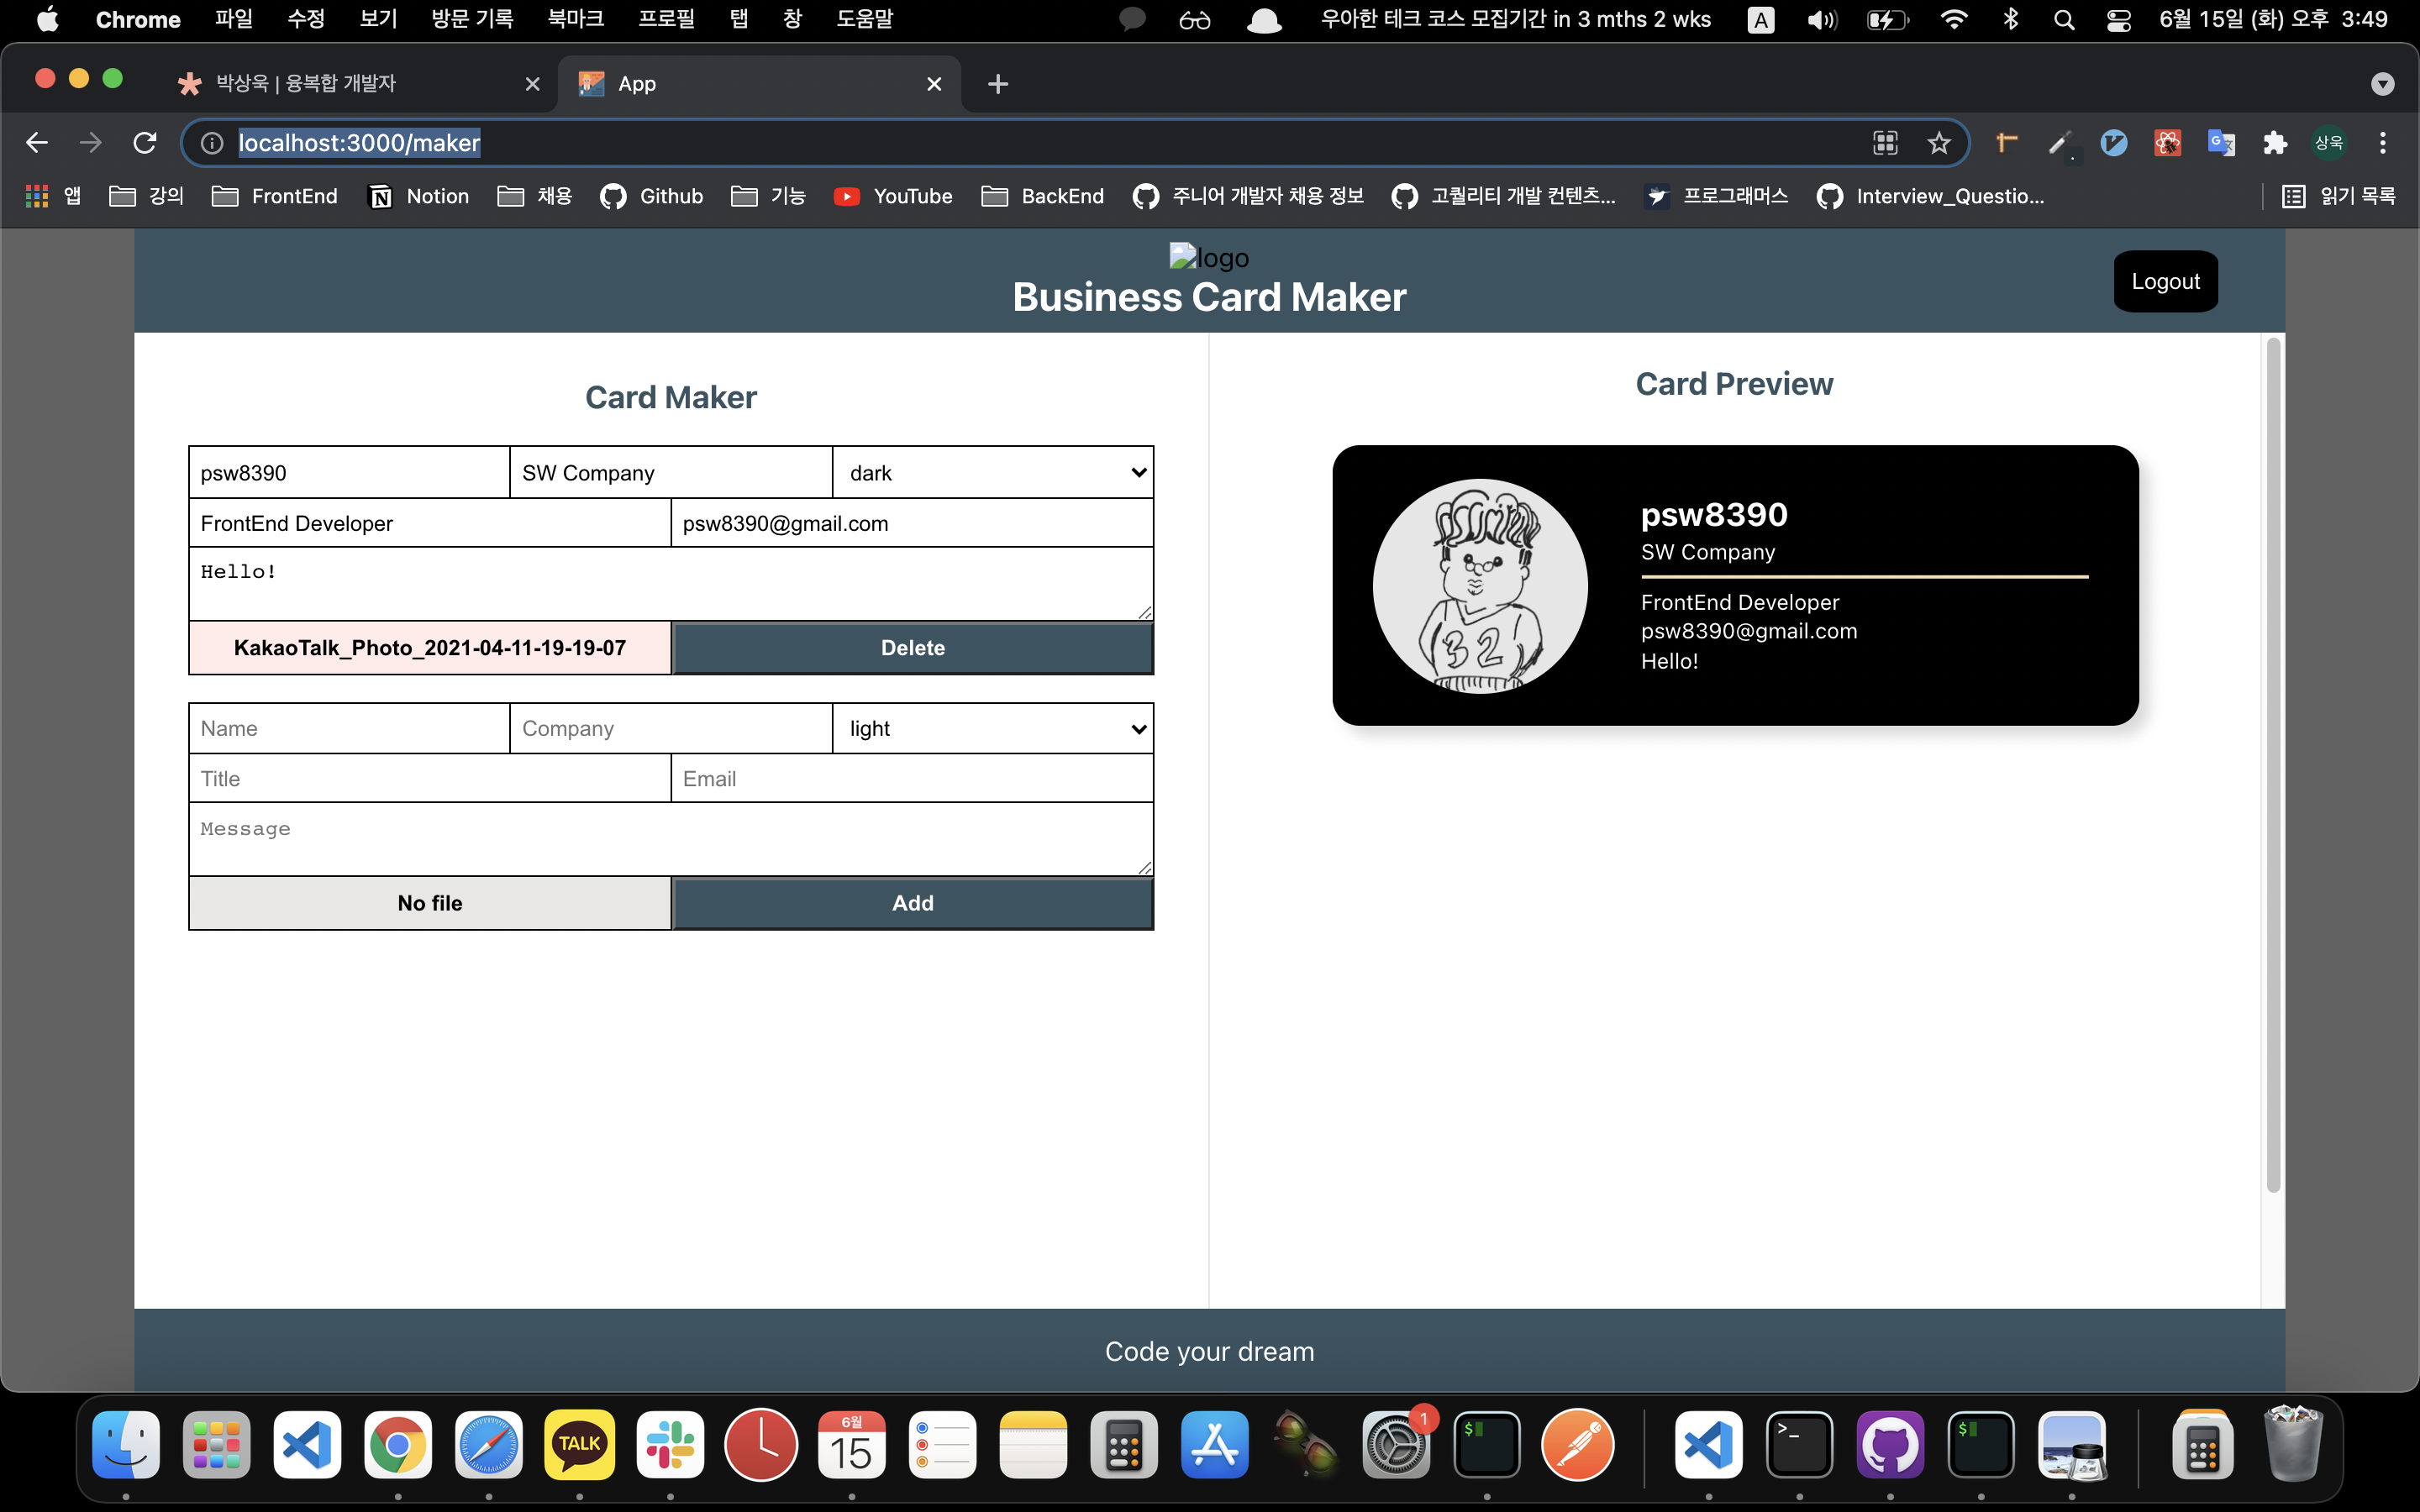 Chrome 파일 수정 보기 방문 기록 북마크 프로필 탭 창 도움말 우아한 테크 코스 모집기간 in 3 mths 2 wks A 6월 15일 (화) 오후 3:49
박상욱 | 융복합 개발자 App
localhost:3000/maker 상욱
앱 강의 FrontEnd Notion 채용 Github 기능 YouTube BackEnd 주니어 개발자 채용 정보 고퀄리티 개발 컨텐츠... 프로그래머스 Interview_Questio... 읽기 목록
logo
Business Card Maker
Logout
Card Maker
psw8390 SW Company dark
FrontEnd Developer psw8390@gmail.com
Hello!
KakaoTalk_Photo_2021-04-11-19-19-07 Delete
Name Company light
Title Email
Message
No file Add
Card Preview
32
psw8390
SW Company
FrontEnd Developer
psw8390@gmail.com
Hello!
Code your dream
TALK
6월
15
1
$
>_
$